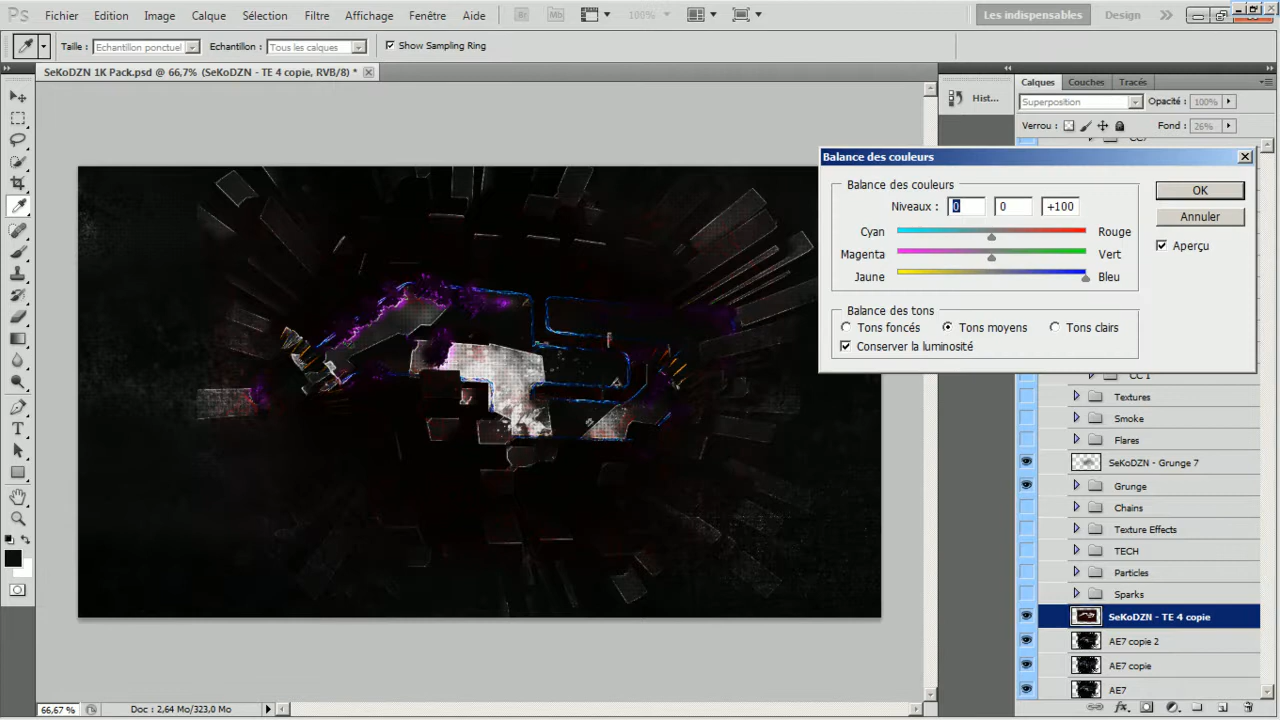 Ps Fichier Edition Image Calque Sélection Filtres Affichage Fenêtre Aide Br Mb 100% Les indispensables Design
Taille : Echantillon ponctuel Echantillon : Tous les calques Show Sampling Ring
SeKoDZN 1K Pack.psd @ 66,7% (SeKoDZN - TE 4 copie, RVB/8) *
Hist...
Calques Couches Tracés
Superposition Opacité : 100%
Verrou : Fond : 26%
Balance des couleurs
Balance des couleurs
Niveaux : 0 0 +100
Cyan Rouge
Magenta Vert
Jaune Bleu
OK
Annuler
Aperçu
Balance des tons
Tons foncés Tons moyens Tons clairs
Conserver la luminosité
CC 1
Textures
Smoke
Flares
SeKoDZN - Grunge 7
Grunge
Chains
Texture Effects
TECH
Particles
Sparks
SeKoDZN - TE 4 copie
AE7 copie 2
AE7 copie
AE7
66,67 % Doc : 2,64 Mo/323,0 Mo